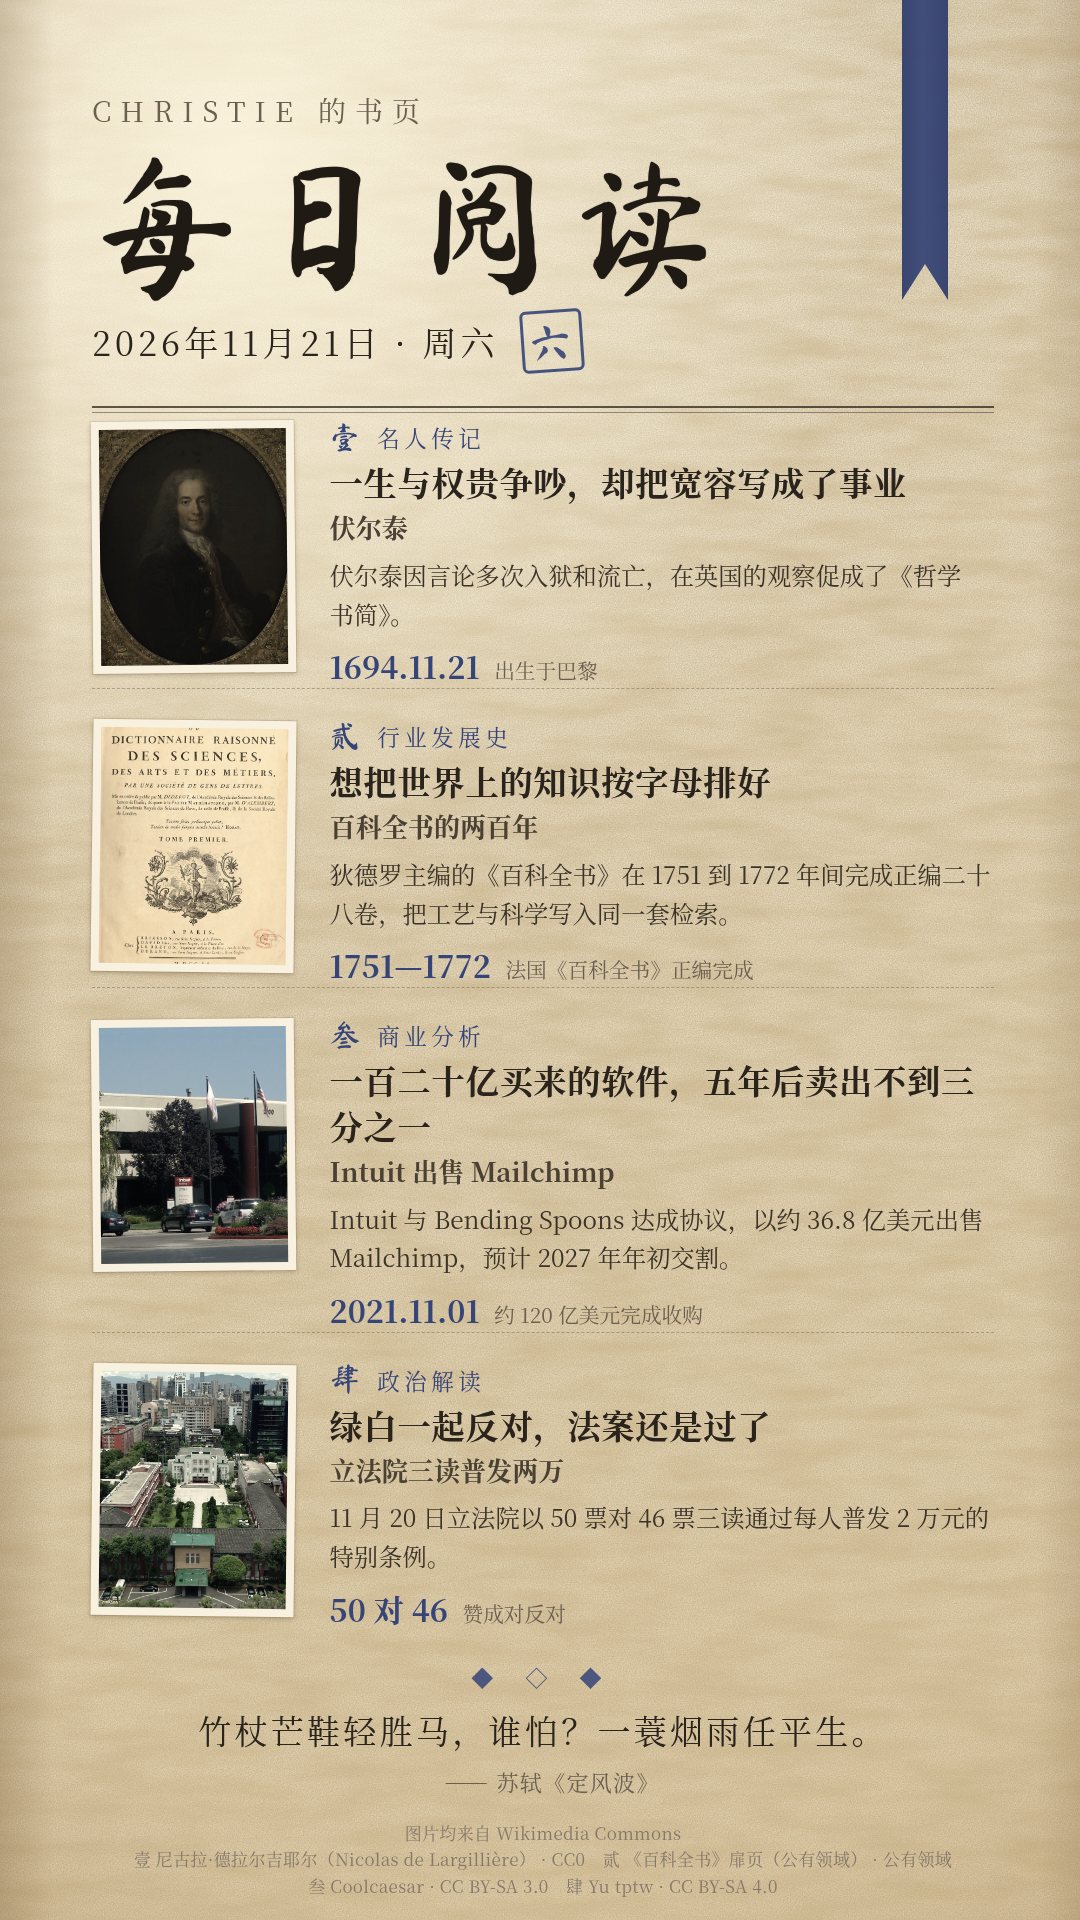 CHRISTIE 的书页
每日阅读
2026年11月21日 · 周六 六
壹 名人传记
一生与权贵争吵，却把宽容写成了事业
伏尔泰
伏尔泰因言论多次入狱和流亡，在英国的观察促成了《哲学
书简》。
1694.11.21 出生于巴黎
DICTIONNAIRE RAISONNÉ
DES SCIENCES,
DES ARTS ET DES MÉTIERS,
PAR UNE SOCIÉTÉ DE GENS DE LETTRES.
TOME PREMIER.
A PARIS,
贰 行业发展史
想把世界上的知识按字母排好
百科全书的两百年
狄德罗主编的《百科全书》在 1751 到 1772 年间完成正编二十
八卷，把工艺与科学写入同一套检索。
1751—1772 法国《百科全书》正编完成
叁 商业分析
一百二十亿买来的软件，五年后卖出不到三
分之一
Intuit 出售 Mailchimp
Intuit 与 Bending Spoons 达成协议，以约 36.8 亿美元出售
Mailchimp，预计 2027 年年初交割。
2021.11.01 约 120 亿美元完成收购
肆 政治解读
绿白一起反对，法案还是过了
立法院三读普发两万
11 月 20 日立法院以 50 票对 46 票三读通过每人普发 2 万元的
特别条例。
50 对 46 赞成对反对
竹杖芒鞋轻胜马，谁怕？一蓑烟雨任平生。
—— 苏轼《定风波》
图片均来自 Wikimedia Commons
壹 尼古拉·德拉尔吉耶尔（Nicolas de Largillière） · CC0 贰 《百科全书》扉页（公有领域） · 公有领域
叁 Coolcaesar · CC BY-SA 3.0 肆 Yu tptw · CC BY-SA 4.0